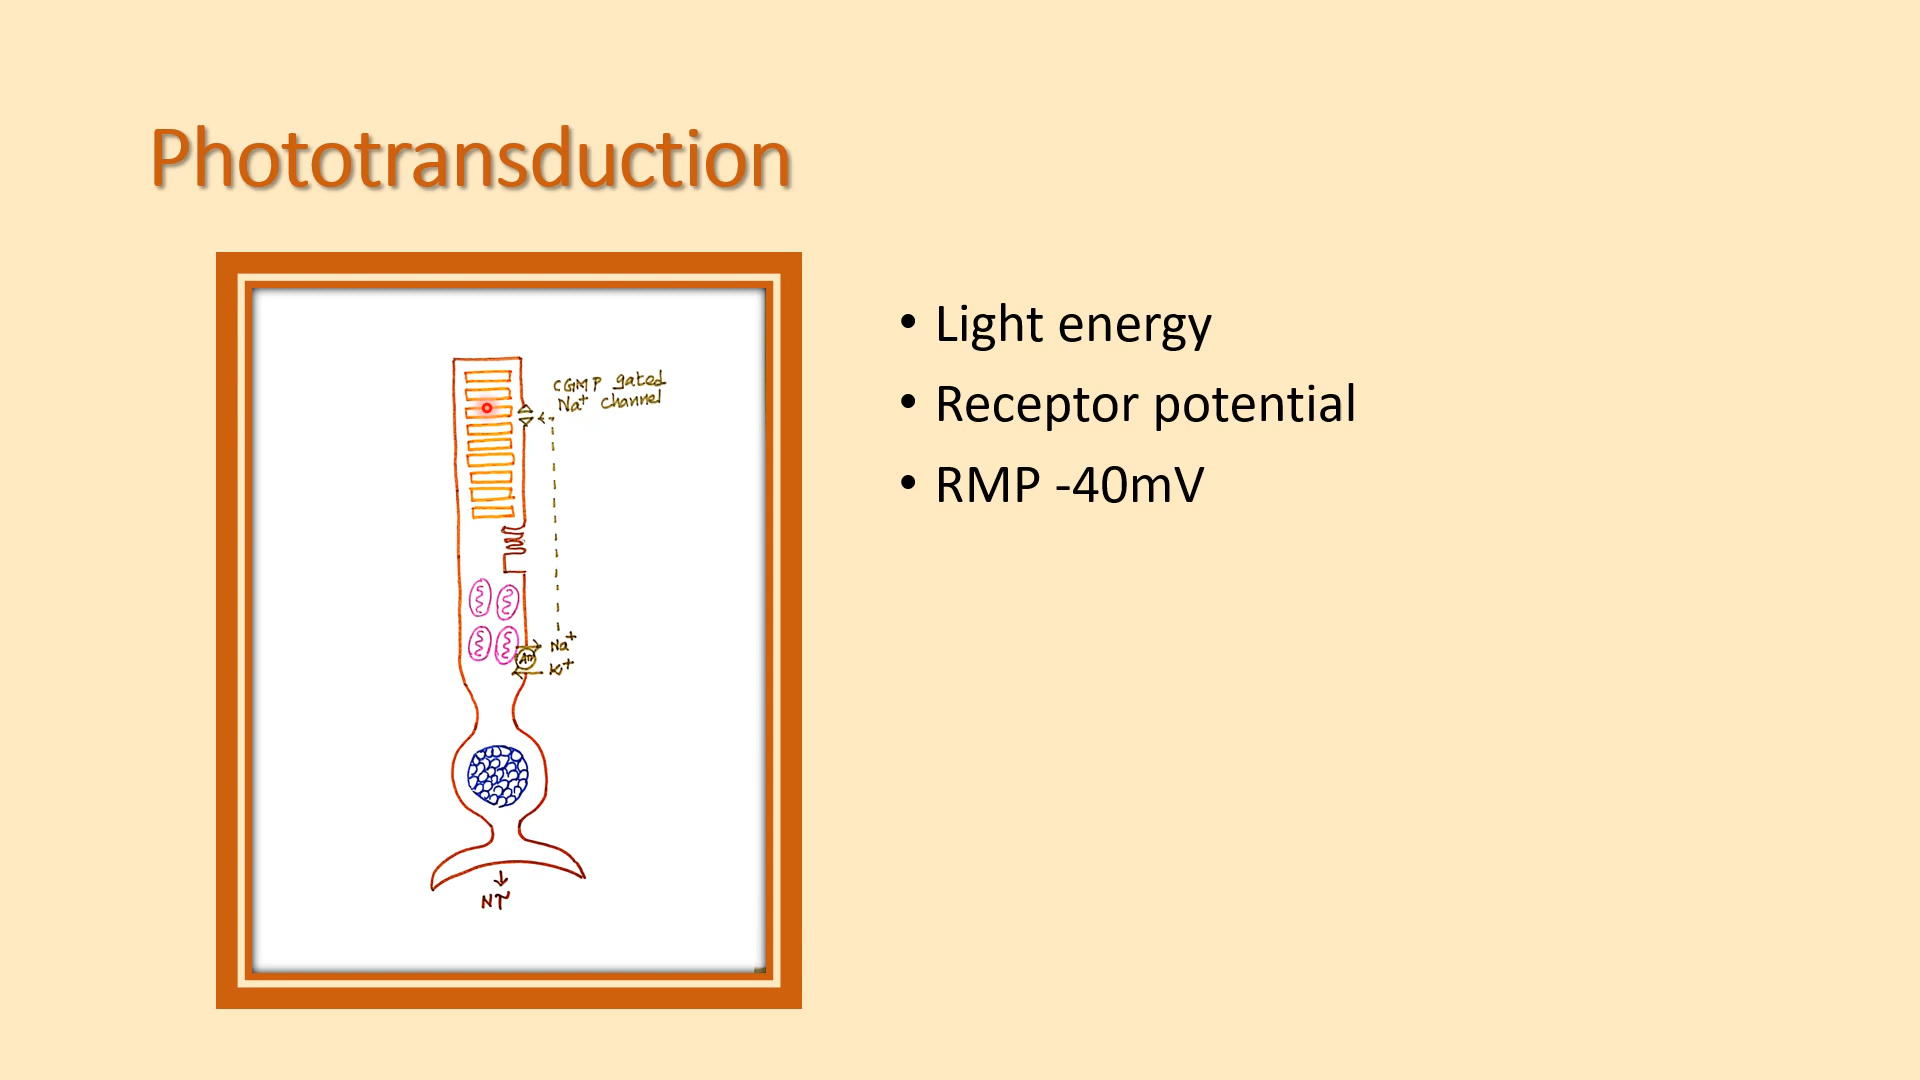 Phototransduction
CGMP gated
Na+ channel
Na+
K+
NT
• Light energy
• Receptor potential
• RMP -40mV